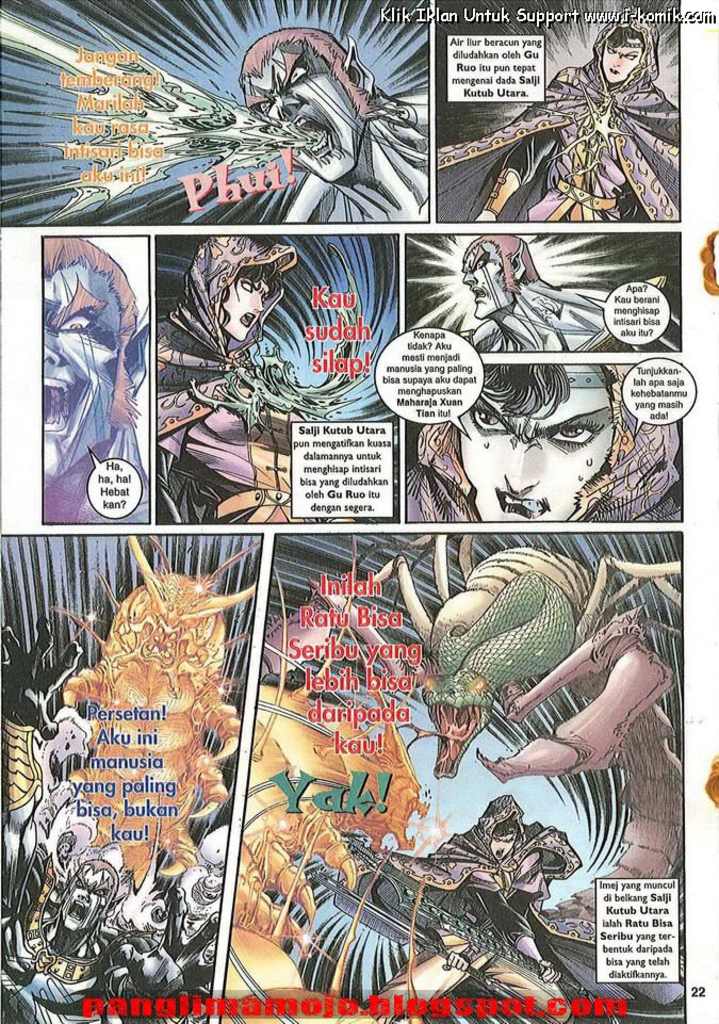 Klik Iklan Untuk Support www.i-komik.com
Jangan
temberang!
Marilah
kau rasa
intisari bisa
aku ini!
Phui!
Air liur beracun yang
diludahkan oleh Gu
Ruo itu pun tepat
mengenai dada Salji
Kutub Utara.
Ha,
ha, ha!
Hebat
kan?
Kau
sudah
silap!
Salji Kutub Utara
pun mengatifkan kuasa
dalamannya untuk
menghisap intisari
bisa yang diludahkan
oleh Gu Ruo itu
dengan segera.
Apa?
Kau berani
menghisap
intisari bisa
aku itu?
Kenapa
tidak? Aku
mesti menjadi
manusia yang paling
bisa supaya aku dapat
menghapuskan
Maharaja Xuan
Tian itu!
Tunjukkan-
lah apa saja
kehebatanmu
yang masih
ada!
Persetan!
Aku ini
manusia
yang paling
bisa, bukan
kau!
Inilah
Ratu Bisa
Seribu yang
lebih bisa
daripada
kau!
Yak!
Imej yang muncul
di belkang Salji
Kutub Utara
ialah Ratu Bisa
Seribu yang ter-
bentuk daripada
bisa yang telah
diaktifkannya.
22
panglimamojo.blogspot.com